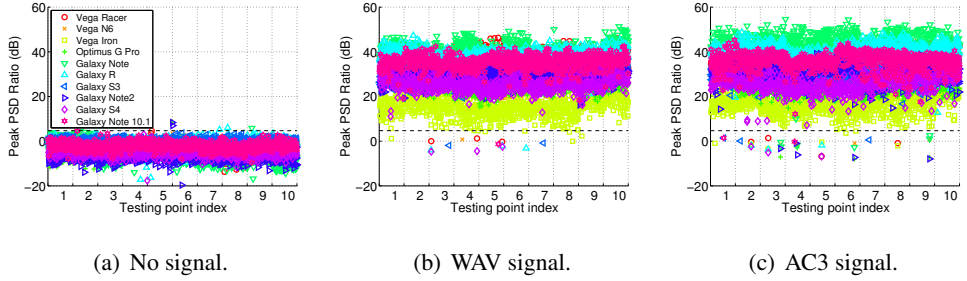 60
40
20
0
−20
Peak PSD Ratio (dB)
Vega Racer
Vega N6
Vega Iron
Optimus G Pro
Galaxy Note
Galaxy R
Galaxy S3
Galaxy Note2
Galaxy S4
Galaxy Note 10.1
1 2 3 4 5 6 7 8 9 10
Testing point index
(a) No signal.
60
40
20
0
−20
Peak PSD Ratio (dB)
1 2 3 4 5 6 7 8 9 10
Testing point index
(b) WAV signal.
60
40
20
0
−20
Peak PSD Ratio (dB)
1 2 3 4 5 6 7 8 9 10
Testing point index
(c) AC3 signal.